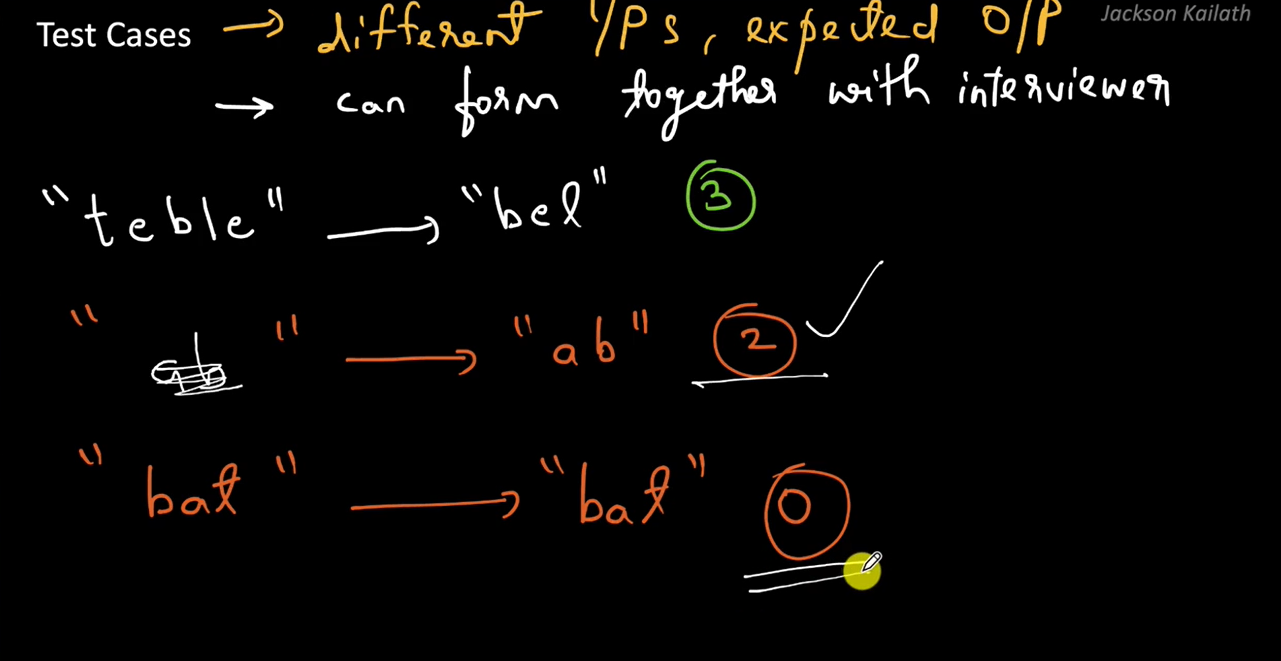 Jackson Kailath
Test Cases → different I/Ps, expected O/P
→ can form together with interviewer
"teble" → "bel" 3
"ab" → "ab" 2
"bat" → "bat" 0